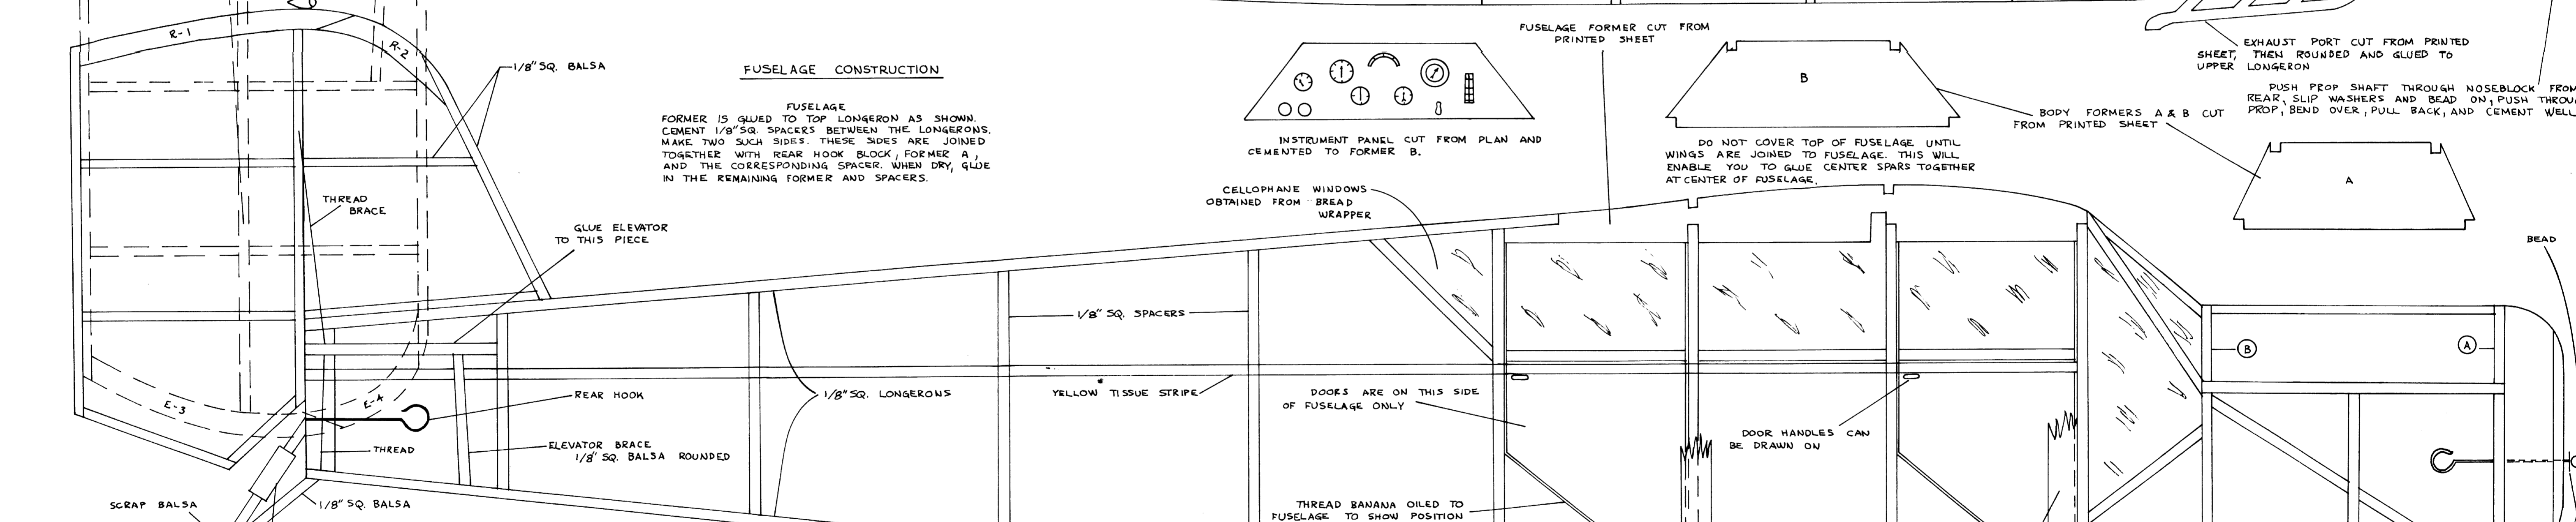 R-1
R-2
1/8" SQ. BALSA
FUSELAGE CONSTRUCTION
FUSELAGE
FORMER IS GLUED TO TOP LONGERON AS SHOWN.
CEMENT 1/8" SQ. SPACERS BETWEEN THE LONGERONS.
MAKE TWO SUCH SIDES. THESE SIDES ARE JOINED
TOGETHER WITH REAR HOOK BLOCK, FORMER A,
AND THE CORRESPONDING SPACER. WHEN DRY, GLUE
IN THE REMAINING FORMER AND SPACERS.
THREAD
BRACE
GLUE ELEVATOR
TO THIS PIECE
FUSELAGE FORMER CUT FROM
PRINTED SHEET
INSTRUMENT PANEL CUT FROM PLAN AND
CEMENTED TO FORMER B.
CELLOPHANE WINDOWS
OBTAINED FROM BREAD
WRAPPER
B
DO NOT COVER TOP OF FUSELAGE UNTIL
WINGS ARE JOINED TO FUSELAGE. THIS WILL
ENABLE YOU TO GLUE CENTER SPARS TOGETHER
AT CENTER OF FUSELAGE.
EXHAUST PORT CUT FROM PRINTED
SHEET, THEN ROUNDED AND GLUED TO
UPPER LONGERON
PUSH PROP SHAFT THROUGH NOSEBLOCK FROM
REAR, SLIP WASHERS AND BEAD ON, PUSH THROU
PROP, BEND OVER, PULL BACK, AND CEMENT WELL
BODY FORMERS A & B CUT
FROM PRINTED SHEET
A
BEAD
1/8" SQ. SPACERS
B
A
E-3
E-4
REAR HOOK
1/8" SQ. LONGERONS
YELLOW TISSUE STRIPE
DOORS ARE ON THIS SIDE
OF FUSELAGE ONLY
DOOR HANDLES CAN
BE DRAWN ON
THREAD
ELEVATOR BRACE
1/8" SQ. BALSA ROUNDED
SCRAP BALSA
1/8" SQ. BALSA
THREAD BANANA OILED TO
FUSELAGE TO SHOW POSITION